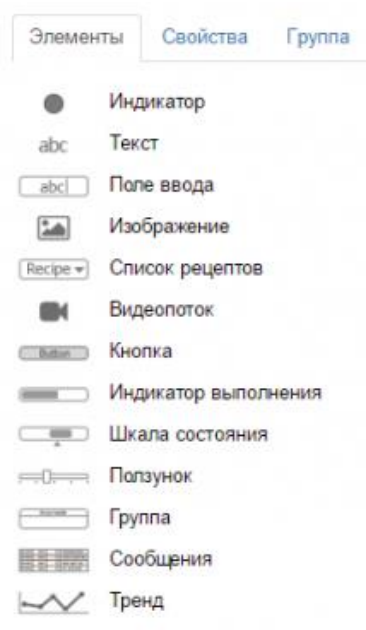 Элементы Свойства Группа
Индикатор
abc Текст
abc Поле ввода
Изображение
Recipe Список рецептов
Видеопоток
Button Кнопка
Индикатор выполнения
Шкала состояния
Ползунок
Группа
Сообщения
Тренд